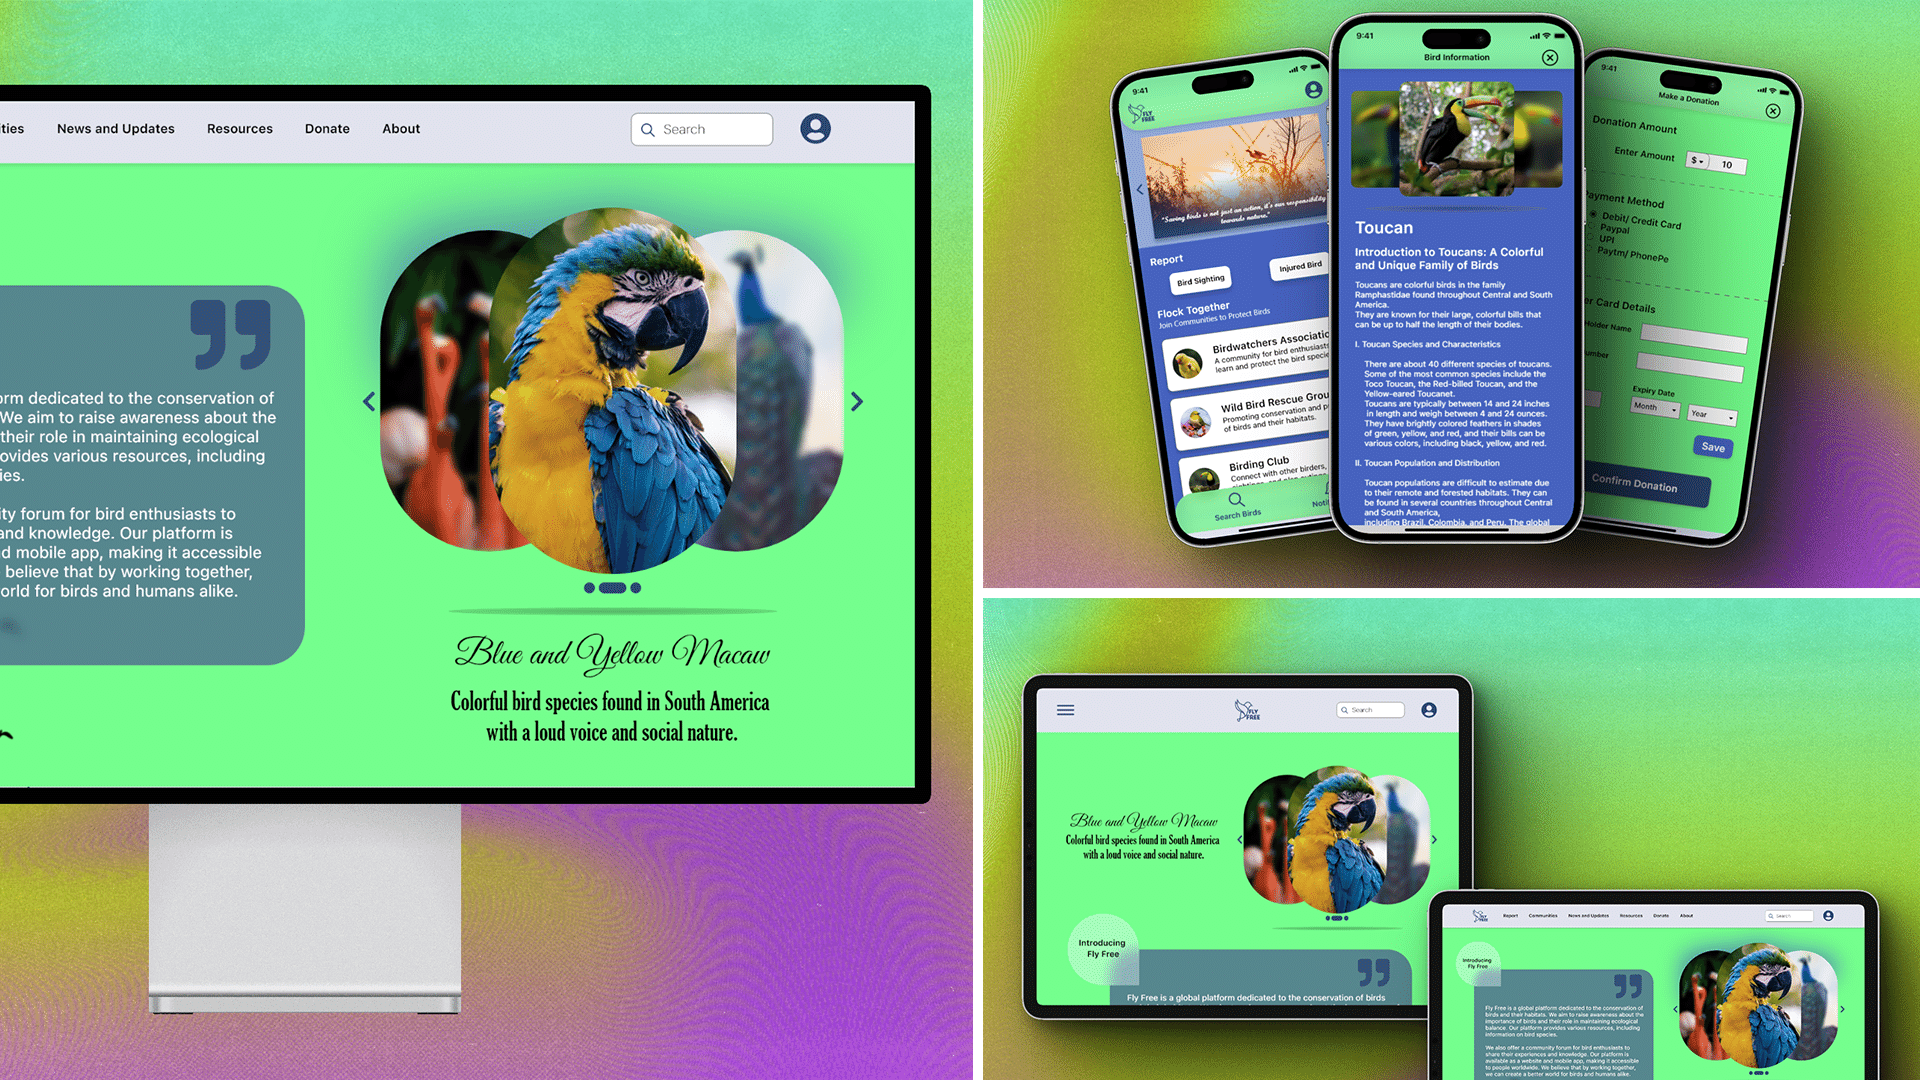 ities
News and Updates
Resources
Donate
About
Search
orm dedicated to the conservation of
We aim to raise awareness about the
their role in maintaining ecological
ovides various resources, including
ies.
ity forum for bird enthusiasts to
and knowledge. Our platform is
d mobile app, making it accessible
believe that by working together,
orld for birds and humans alike.
Blue and Yellow Macaw
Colorful bird species found in South America
with a loud voice and social nature.
9:41
FLY
FREE
"Saving birds is not just an action, it's our responsibility
towards nature."
Report
Bird Sighting
Injured Bird
Flock Together
Join Communities to Protect Birds
Birdwatchers Associatio
A community for bird enthusiasts
learn and protect the bird specie
Wild Bird Rescue Grou
Promoting conservation and p
of birds and their habitats.
Birding Club
Connect with other birders,
Search Birds
Noti
9:41
Bird Information
Toucan
Introduction to Toucans: A Colorful
and Unique Family of Birds
Toucans are colorful birds in the family
Ramphastidae found throughout Central and South
America.
They are known for their large, colorful bills that
can be up to half the length of their bodies.
I. Toucan Species and Characteristics
There are about 40 different species of toucans.
Some of the most common species include the
Toco Toucan, the Red-billed Toucan, and the
Yellow-eared Toucanet.
Toucans are typically between 14 and 24 inches
in length and weigh between 4 and 24 ounces.
They have brightly colored feathers in shades
of green, yellow, and red, and their bills can be
various colors, including black, yellow, and red.
II. Toucan Population and Distribution
Toucan populations are difficult to estimate due
to their remote and forested habitats. They can
be found in several countries throughout Central
and South America,
including Brazil, Colombia, and Peru. The global
9:41
Make a Donation
Donation Amount
Enter Amount
$
10
Payment Method
Debit/ Credit Card
Paypal
UPI
Paytm/ PhonePe
er Card Details
Holder Name
umber
Expiry Date
Month
Year
Save
Confirm Donation
FLY
FREE
Search
Blue and Yellow Macaw
Colorful bird species found in South America
with a loud voice and social nature.
Introducing
Fly Free
Fly Free is a global platform dedicated to the conservation of birds
FLY
FREE
Report
Communities
News and Updates
Resources
Donate
About
Search
Introducing
Fly Free
Fly Free is a global platform dedicated to the conservation of
birds and their habitats. We aim to raise awareness about the
importance of birds and their role in maintaining ecological
balance. Our platform provides various resources, including
information on bird species.
We also offer a community forum for bird enthusiasts to
share their experiences and knowledge. Our platform is
available as a website and mobile app, making it accessible
to people worldwide. We believe that by working together,
we can create a better world for birds and humans alike.